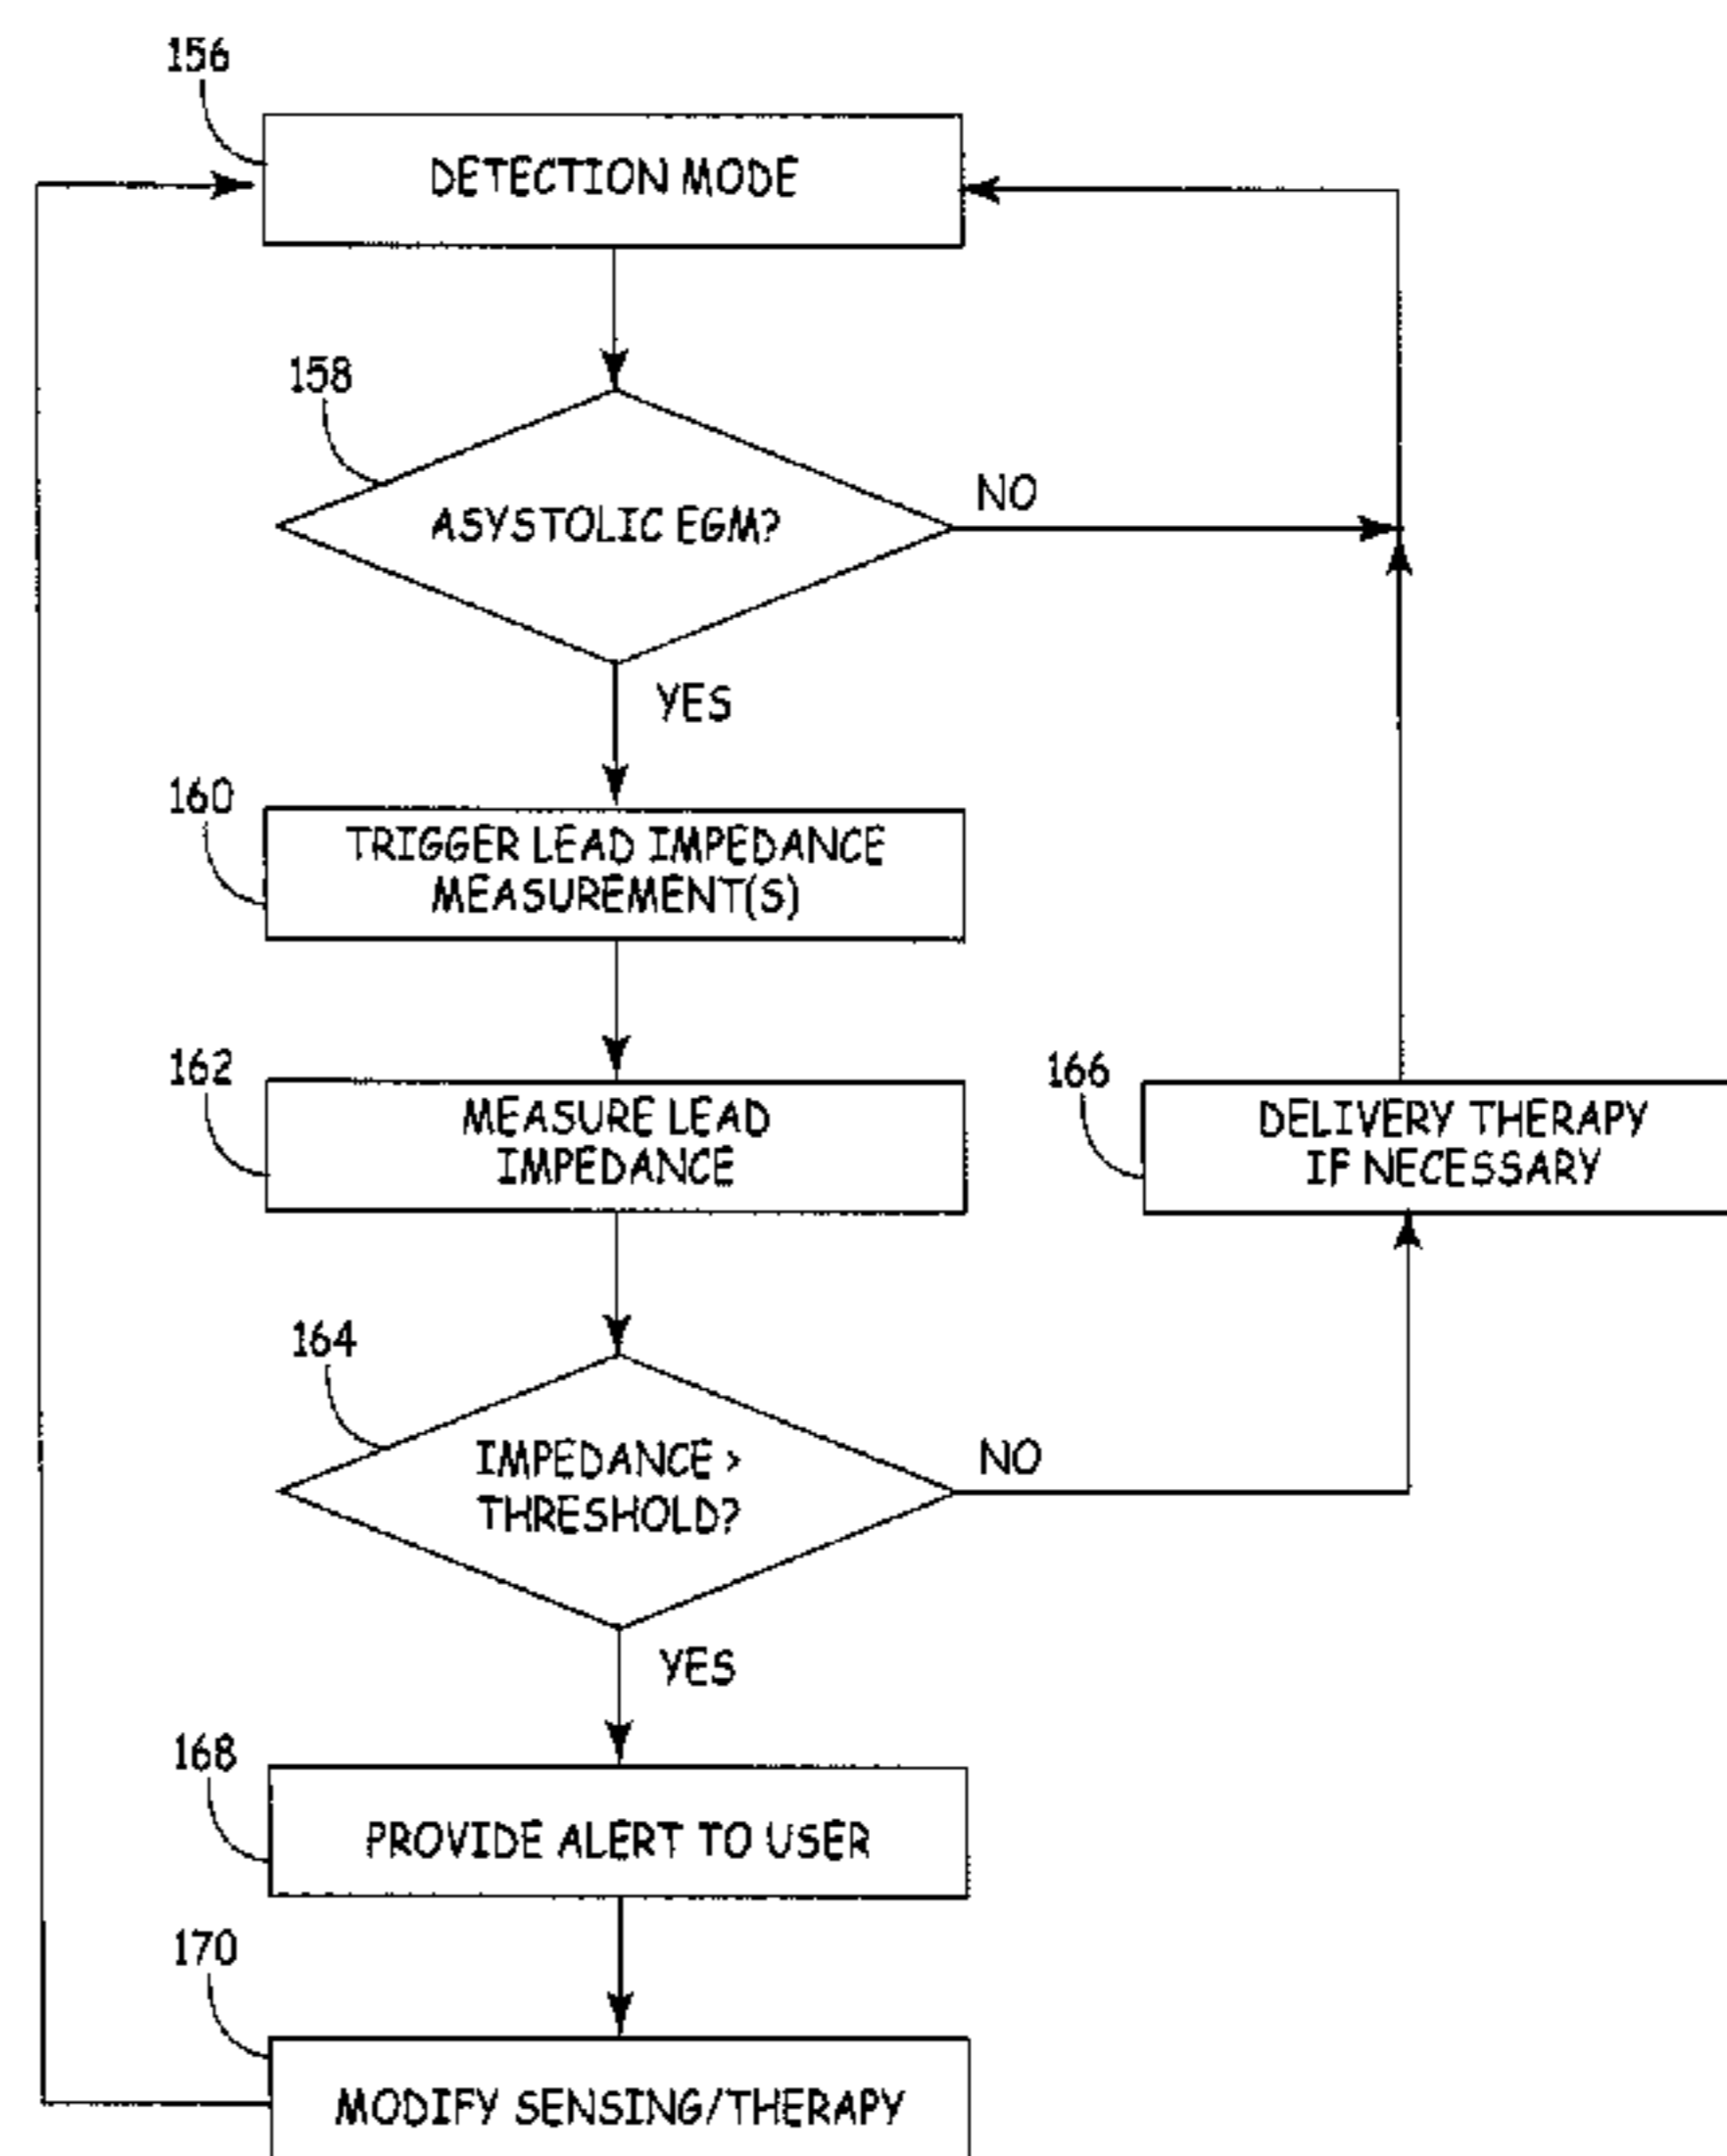 156
DETECTION MODE
158
ASYSTOLIC EGM?
NO
YES
160
TRIGGER LEAD IMPEDANCE
MEASUREMENT(S)
162
MEASURE LEAD
IMPEDANCE
166
DELIVERY THERAPY
IF NECESSARY
164
IMPEDANCE >
THRESHOLD?
NO
YES
168
PROVIDE ALERT TO USER
170
MODIFY SENSING/THERAPY